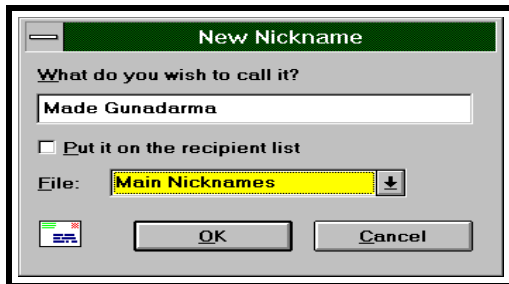 New Nickname
What do you wish to call it?
Made Gunadarma
Put it on the recipient list
File: Main Nicknames
OK Cancel